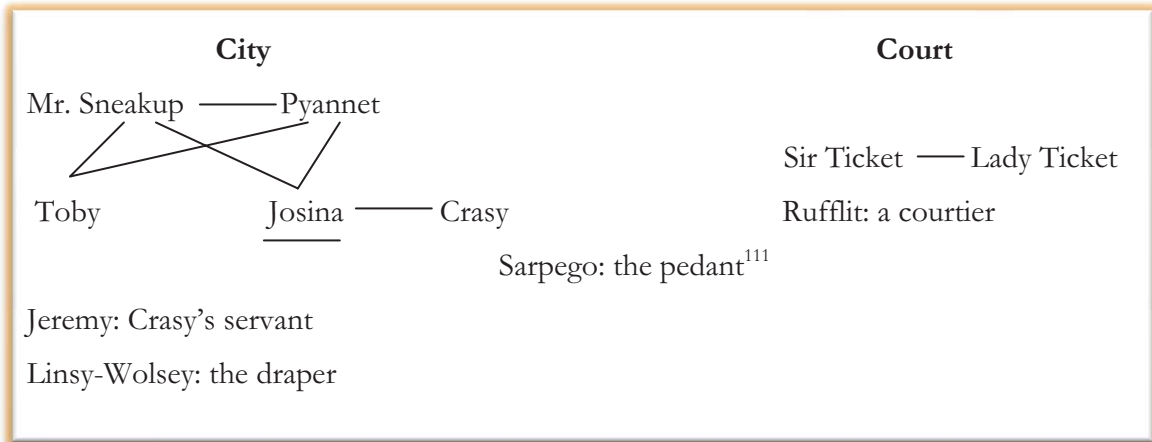 City Court
Mr. Sneakup Pyannet
Sir Ticket Lady Ticket
Toby Josina Crasy Rufflit: a courtier
Sarpego: the pedant111
Jeremy: Crasy’s servant
Linsy-Wolsey: the draper